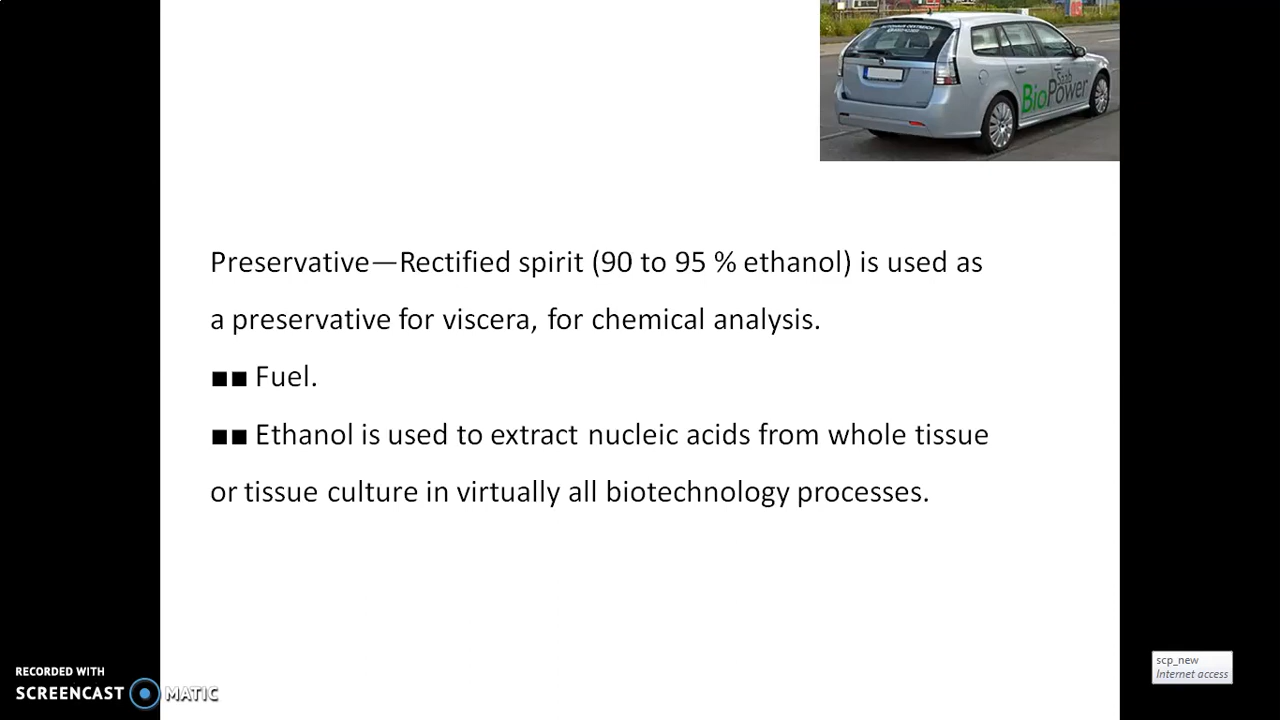 Saab
BioPower
Preservative—Rectified spirit (90 to 95 % ethanol) is used as
a preservative for viscera, for chemical analysis.
■■ Fuel.
■■ Ethanol is used to extract nucleic acids from whole tissue
or tissue culture in virtually all biotechnology processes.
RECORDED WITH
SCREENCAST MATIC
scp_new
Internet access